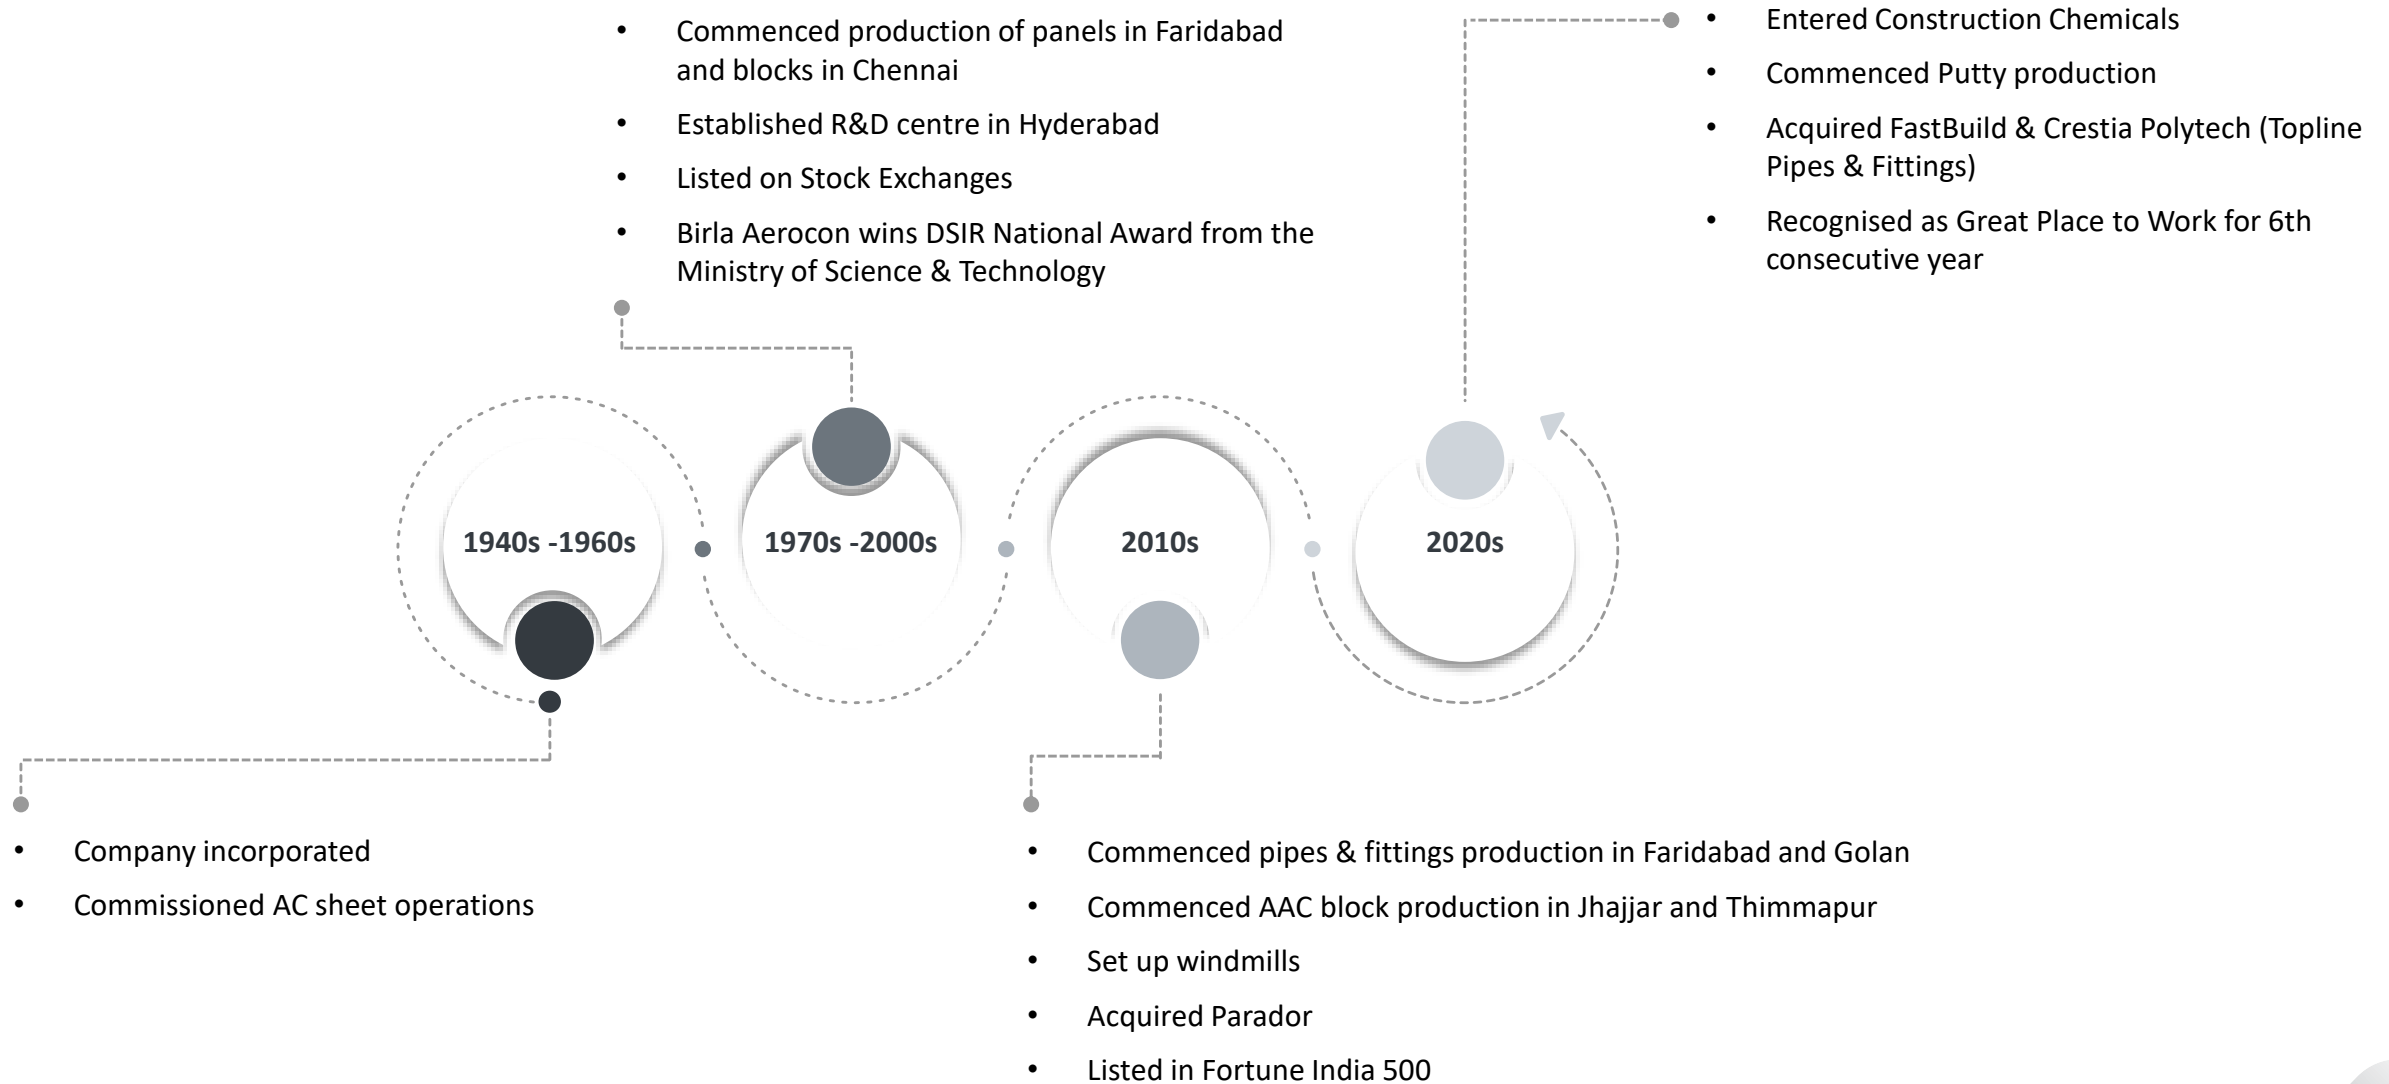 • Commenced production of panels in Faridabad
and blocks in Chennai
• Established R&D centre in Hyderabad
• Listed on Stock Exchanges
• Birla Aerocon wins DSIR National Award from the
Ministry of Science & Technology
• Entered Construction Chemicals
• Commenced Putty production
• Acquired FastBuild & Crestia Polytech (Topline
Pipes & Fittings)
• Recognised as Great Place to Work for 6th
consecutive year
1940s -1960s
1970s -2000s
2010s
2020s
• Company incorporated
• Commissioned AC sheet operations
• Commenced pipes & fittings production in Faridabad and Golan
• Commenced AAC block production in Jhajjar and Thimmapur
• Set up windmills
• Acquired Parador
• Listed in Fortune India 500